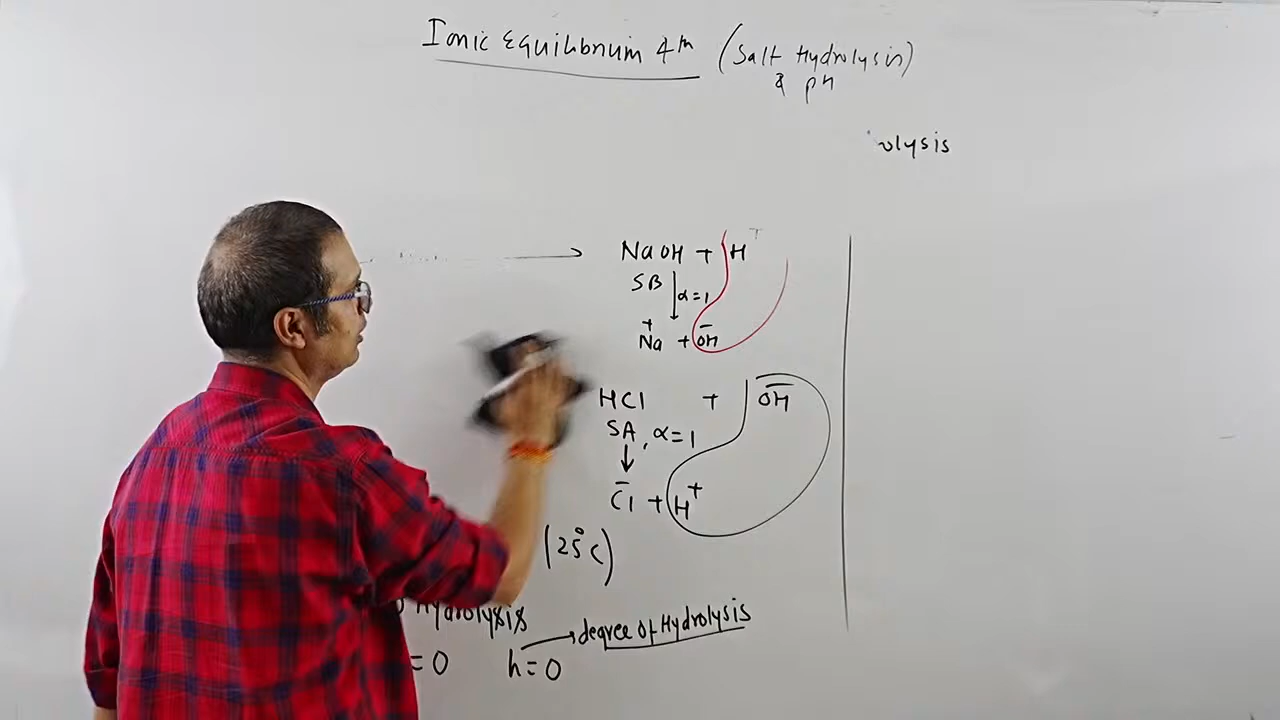 Ionic Equilibrium 4th (Salt Hydrolysis)
& pH
olysis
NaOH + H+
SB α=1
Na+ + OH-
HCl + OH-
SA, α=1
Cl- + H+
(25°C)
Hydrolysis
= 0 h = 0 → degree of Hydrolysis